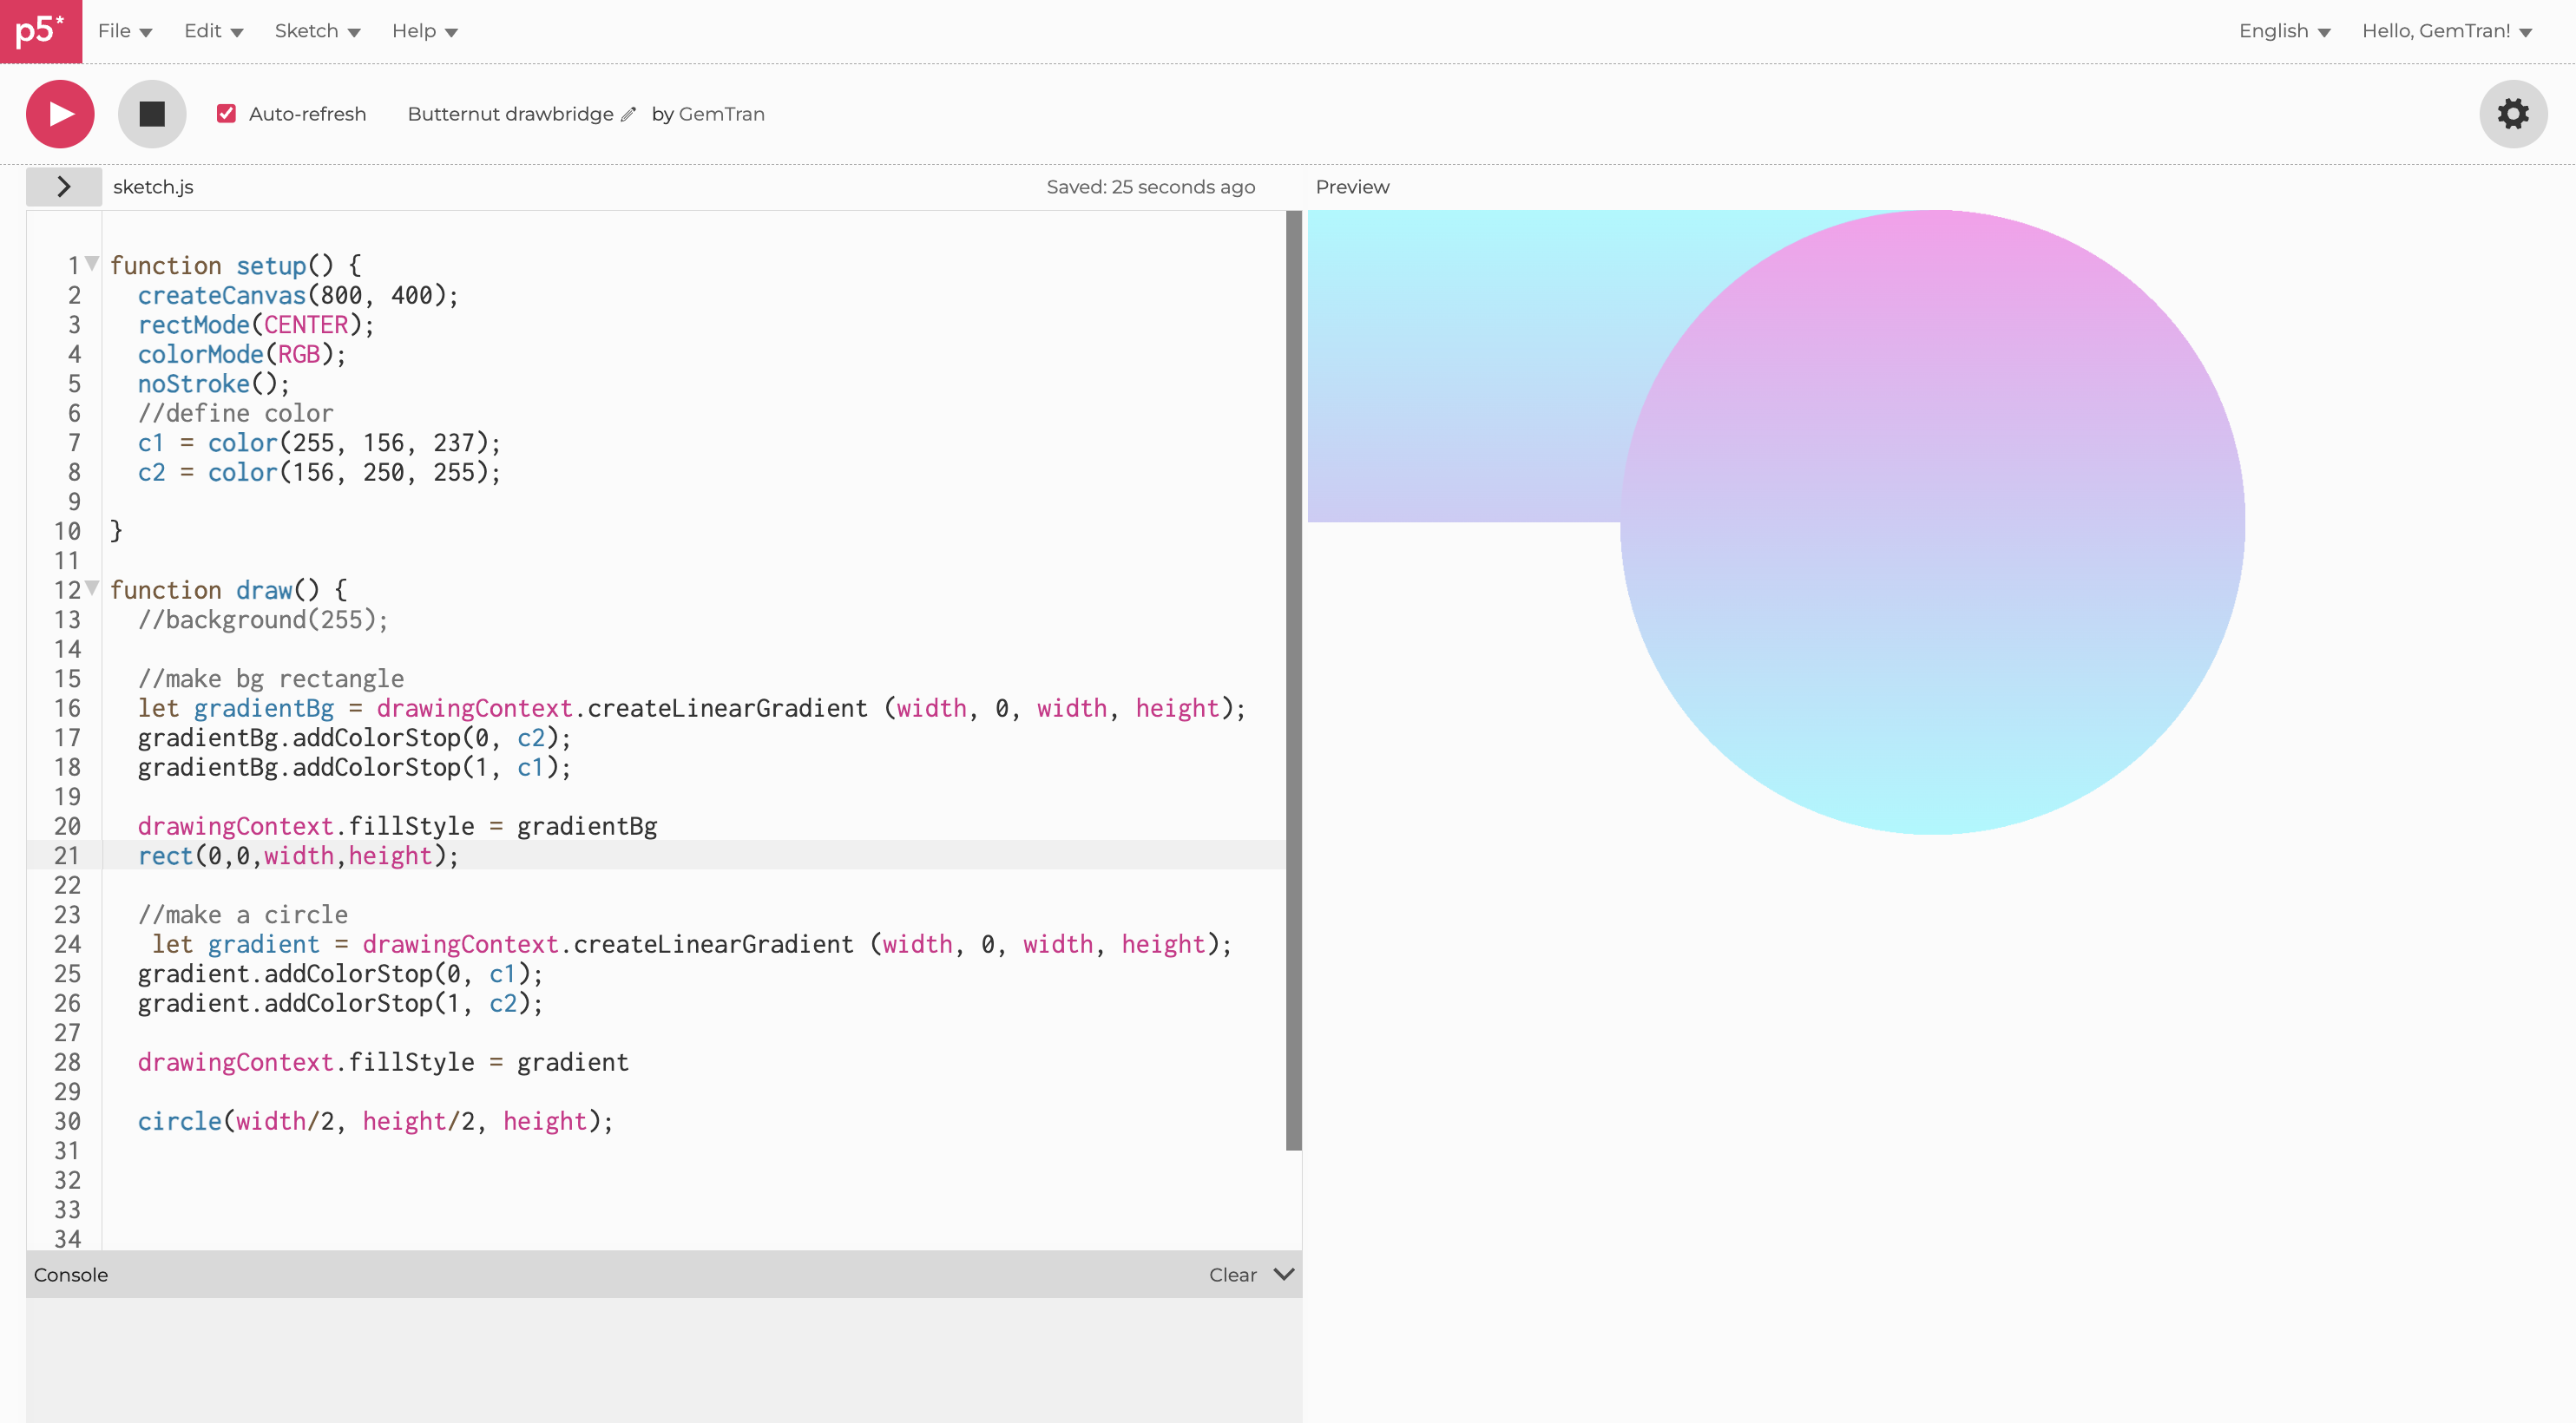 p5* File Edit Sketch Help English Hello, GemTran!
Auto-refresh Butternut drawbridge by GemTran
sketch.js Saved: 25 seconds ago Preview
1 function setup() {
2 createCanvas(800, 400);
3 rectMode(CENTER);
4 colorMode(RGB);
5 noStroke();
6 //define color
7 c1 = color(255, 156, 237);
8 c2 = color(156, 250, 255);
9
10 }
11
12 function draw() {
13 //background(255);
14
15 //make bg rectangle
16 let gradientBg = drawingContext.createLinearGradient (width, 0, width, height);
17 gradientBg.addColorStop(0, c2);
18 gradientBg.addColorStop(1, c1);
19
20 drawingContext.fillStyle = gradientBg
21 rect(0,0,width,height);
22
23 //make a circle
24 let gradient = drawingContext.createLinearGradient (width, 0, width, height);
25 gradient.addColorStop(0, c1);
26 gradient.addColorStop(1, c2);
27
28 drawingContext.fillStyle = gradient
29
30 circle(width/2, height/2, height);
31
32
33
34
Console Clear